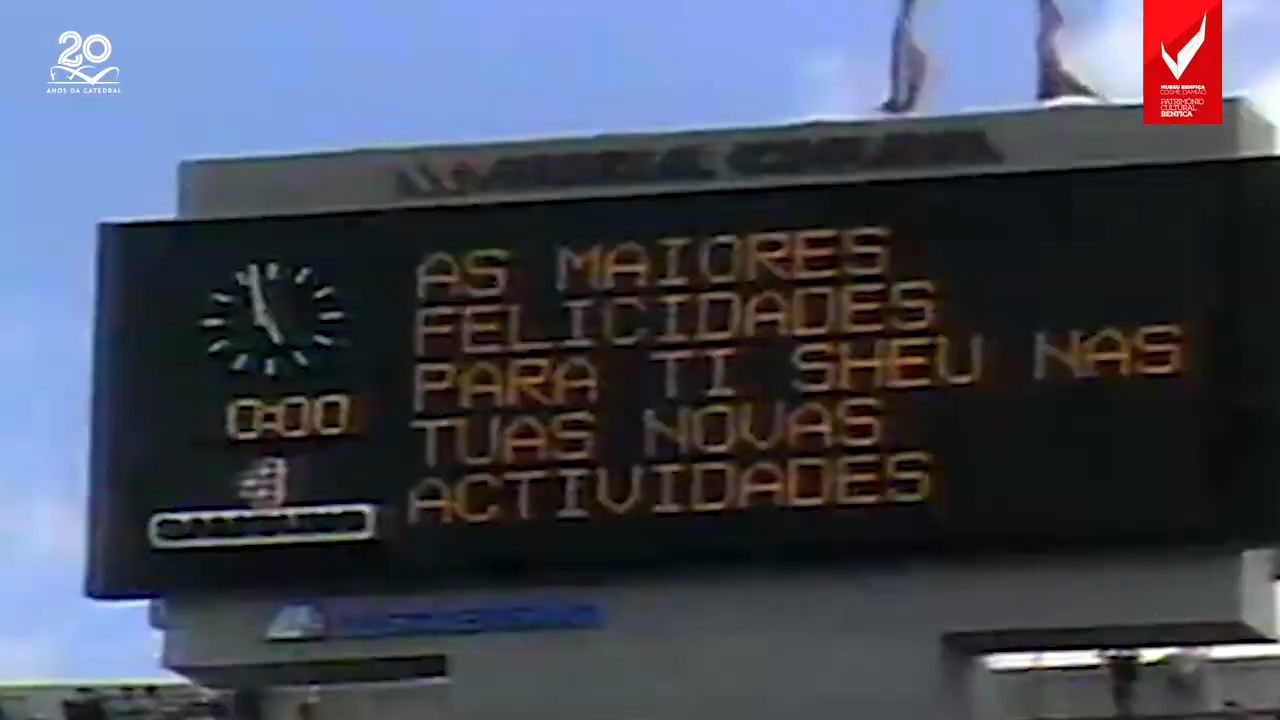 20
ANOS DA CATEDRAL
MUSEU BENFICA
COSME DAMIÃO
PATRIMÓNIO
CULTURAL
BENFICA
AS MAIORES
FELICIDADES
PARA TI SHEU NAS
TUAS NOVAS
ACTIVIDADES
0:00